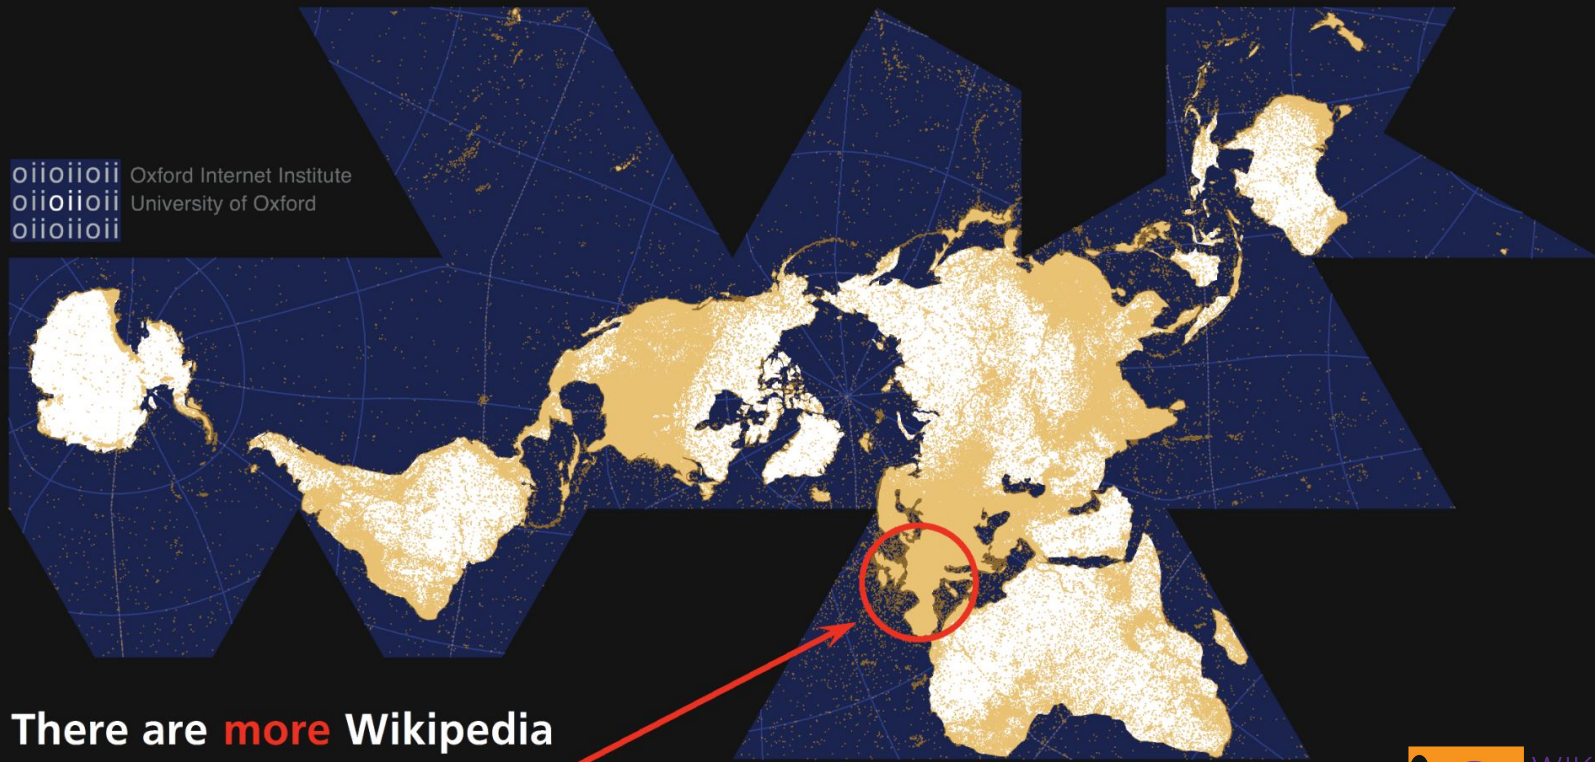 oiioiioii Oxford Internet Institute
oiioiioii University of Oxford
oiioiioii
There are more Wikipedia